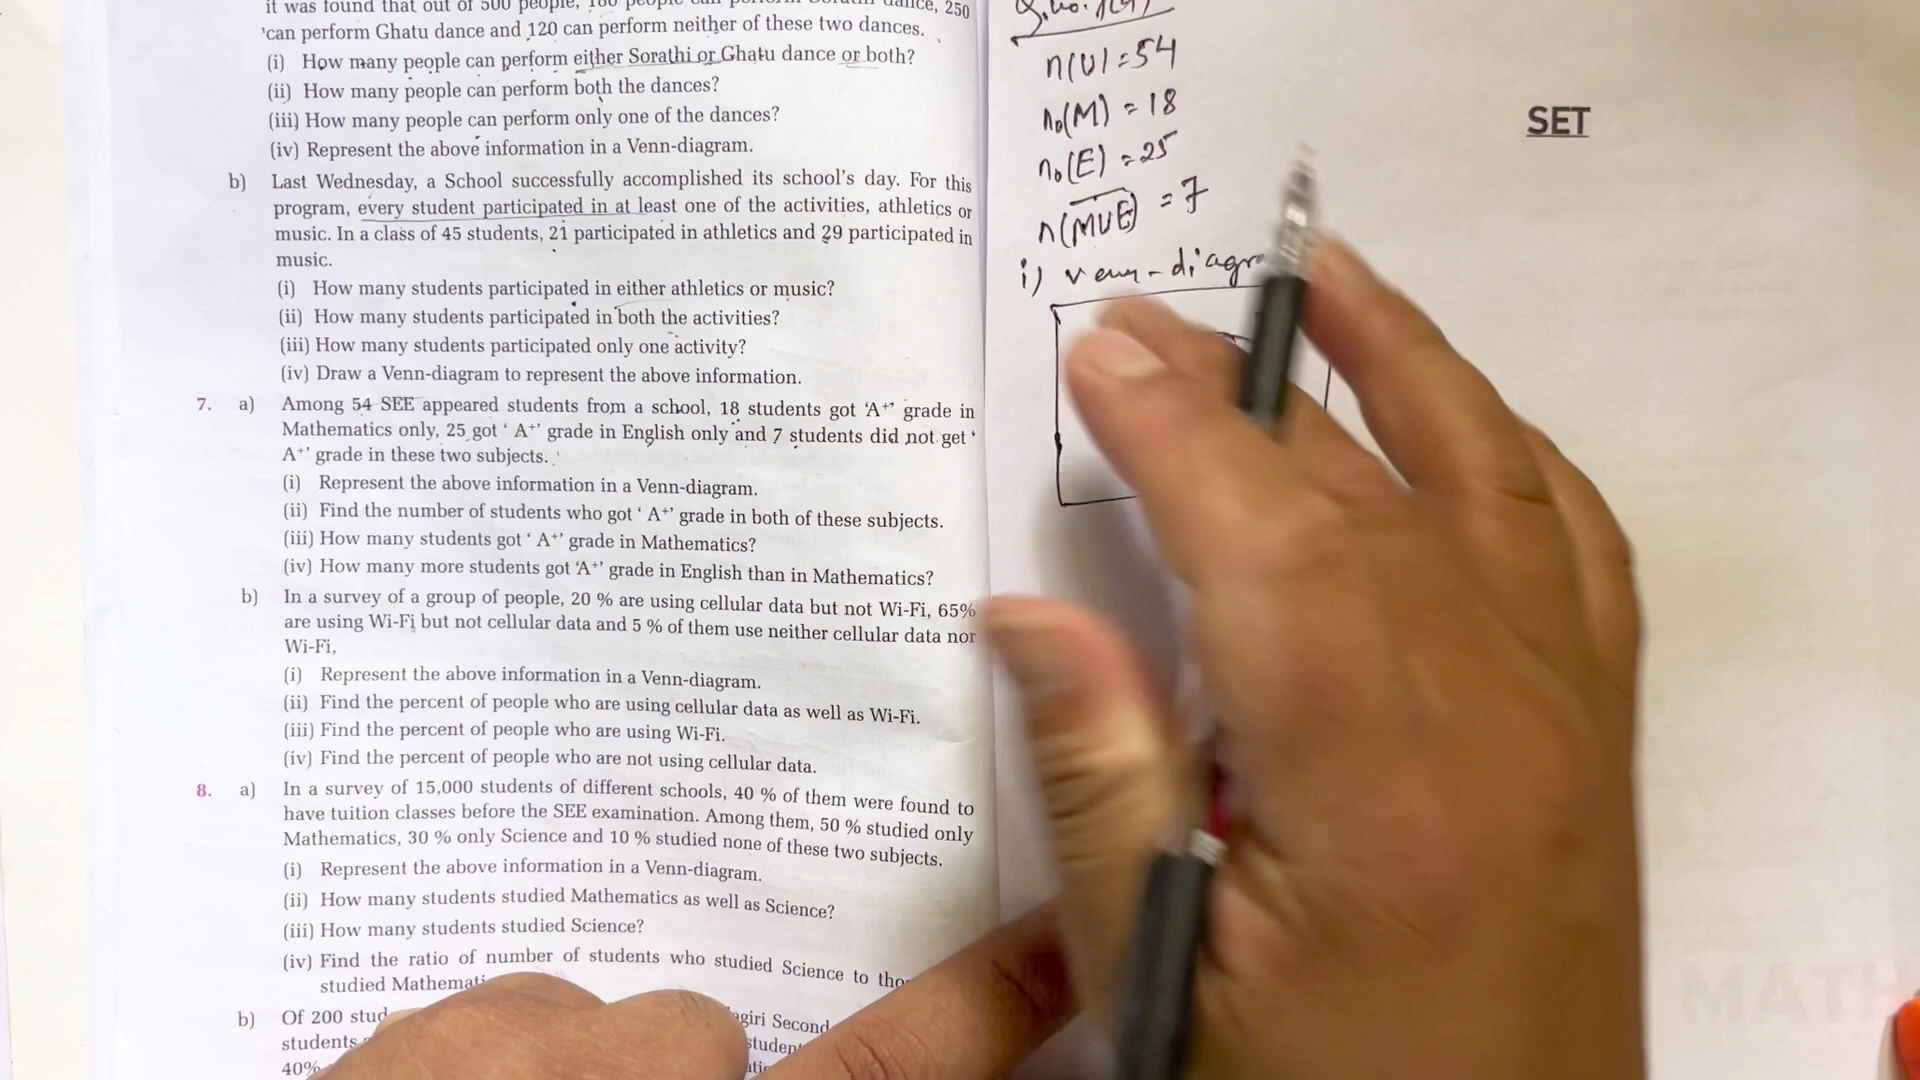 it was found that out of 500 people, 180 people can perform Sorathi dance, 250
can perform Ghatu dance and 120 can perform neither of these two dances.
(i) How many people can perform either Sorathi or Ghatu dance or both?
(ii) How many people can perform both the dances?
(iii) How many people can perform only one of the dances?
(iv) Represent the above information in a Venn-diagram.
b) Last Wednesday, a School successfully accomplished its school's day. For this
program, every student participated in at least one of the activities, athletics or
music. In a class of 45 students, 21 participated in athletics and 29 participated in
music.
(i) How many students participated in either athletics or music?
(ii) How many students participated in both the activities?
(iii) How many students participated only one activity?
(iv) Draw a Venn-diagram to represent the above information.
7. a) Among 54 SEE appeared students from a school, 18 students got 'A⁺' grade in
Mathematics only, 25 got ' A⁺' grade in English only and 7 students did not get '
A⁺' grade in these two subjects.
(i) Represent the above information in a Venn-diagram.
(ii) Find the number of students who got ' A⁺' grade in both of these subjects.
(iii) How many students got ' A⁺' grade in Mathematics?
(iv) How many more students got 'A⁺' grade in English than in Mathematics?
b) In a survey of a group of people, 20 % are using cellular data but not Wi-Fi, 65%
are using Wi-Fi but not cellular data and 5 % of them use neither cellular data nor
Wi-Fi,
(i) Represent the above information in a Venn-diagram.
(ii) Find the percent of people who are using cellular data as well as Wi-Fi.
(iii) Find the percent of people who are using Wi-Fi.
(iv) Find the percent of people who are not using cellular data.
8. a) In a survey of 15,000 students of different schools, 40 % of them were found to
have tuition classes before the SEE examination. Among them, 50 % studied only
Mathematics, 30 % only Science and 10 % studied none of these two subjects.
(i) Represent the above information in a Venn-diagram.
(ii) How many students studied Mathematics as well as Science?
(iii) How many students studied Science?
(iv) Find the ratio of number of students who studied Science to
studied
b) Of 200
students
40%
n(U) = 54
n₀(M) = 18
n₀(E) = 25
n(M∪E)‾ = 7
i) venn-diagra
SET
MATH